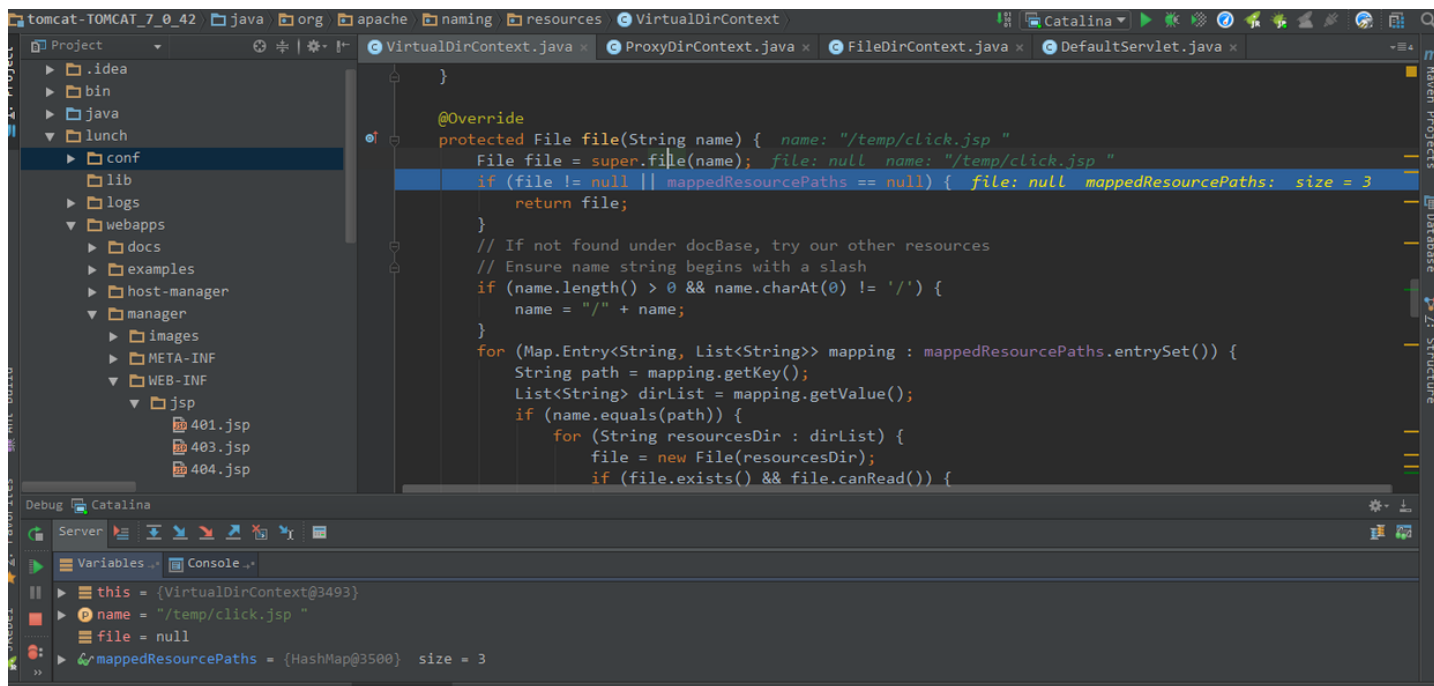 tomcat-TOMCAT_7_0_42 java org apache naming resources VirtualDirContext Catalina
Project VirtualDirContext.java × ProxyDirContext.java × FileDirContext.java × DefaultServlet.java ×
.idea
bin
java
lunch
conf
lib
logs
webapps
docs
examples
host-manager
manager
images
META-INF
WEB-INF
jsp
401.jsp
403.jsp
404.jsp
}
@Override
protected File file(String name) { name: "/temp/click.jsp "
File file = super.file(name); file: null name: "/temp/click.jsp "
if (file != null || mappedResourcePaths == null) { file: null mappedResourcePaths: size = 3
return file;
}
// If not found under docBase, try our other resources
// Ensure name string begins with a slash
if (name.length() > 0 && name.charAt(0) != '/') {
name = "/" + name;
}
for (Map.Entry<String, List<String>> mapping : mappedResourcePaths.entrySet()) {
String path = mapping.getKey();
List<String> dirList = mapping.getValue();
if (name.equals(path)) {
for (String resourcesDir : dirList) {
file = new File(resourcesDir);
if (file.exists() && file.canRead()) {
Maven Projects
Database
Z: Structure
Debug Catalina
Server
Variables Console
this = {VirtualDirContext@3493}
name = "/temp/click.jsp "
file = null
mappedResourcePaths = {HashMap@3500} size = 3